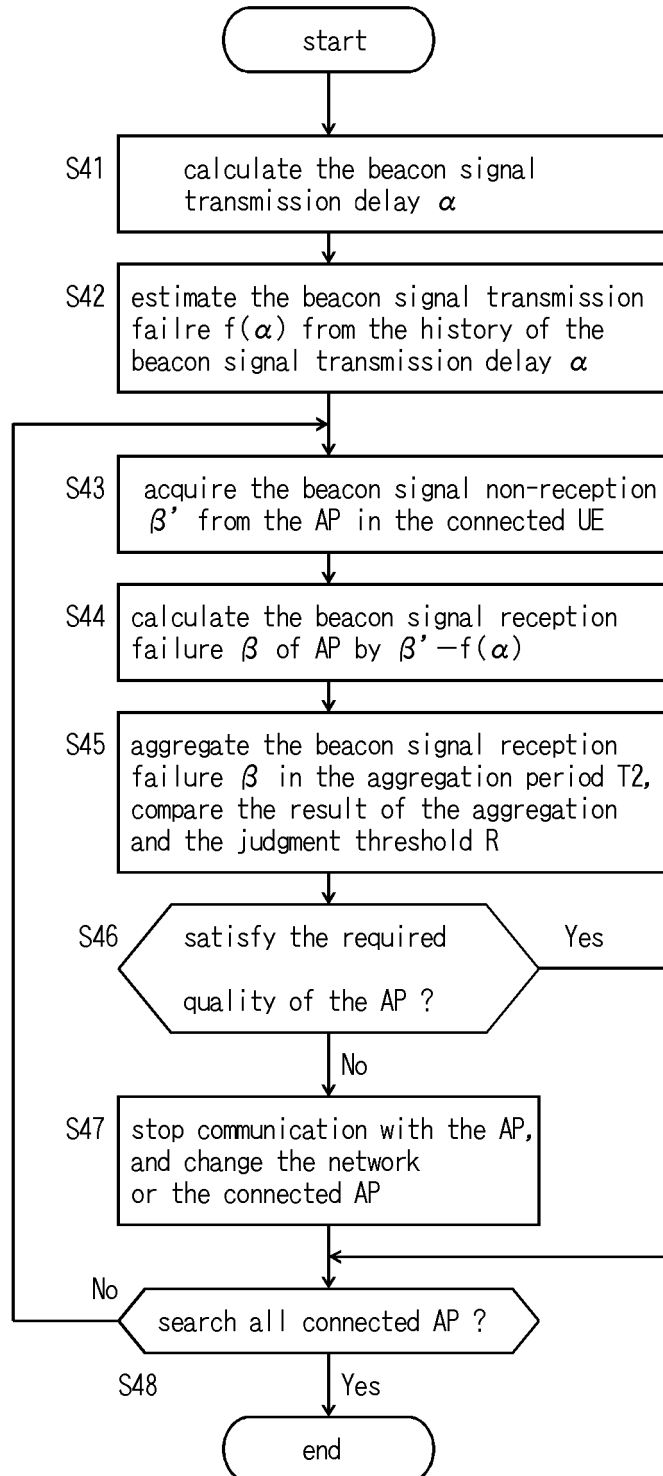 start
S41
calculate the beacon signal
transmission delay α
S42
estimate the beacon signal transmission
failre f(α) from the history of the
beacon signal transmission delay α
S43
acquire the beacon signal non-reception
β' from the AP in the connected UE
S44
calculate the beacon signal reception
failure β of AP by β'−f(α)
S45
aggregate the beacon signal reception
failure β in the aggregation period T2,
compare the result of the aggregation
and the judgment threshold R
S46
satisfy the required
quality of the AP ?
Yes
No
S47
stop communication with the AP,
and change the network
or the connected AP
No
search all connected AP ?
S48
Yes
end